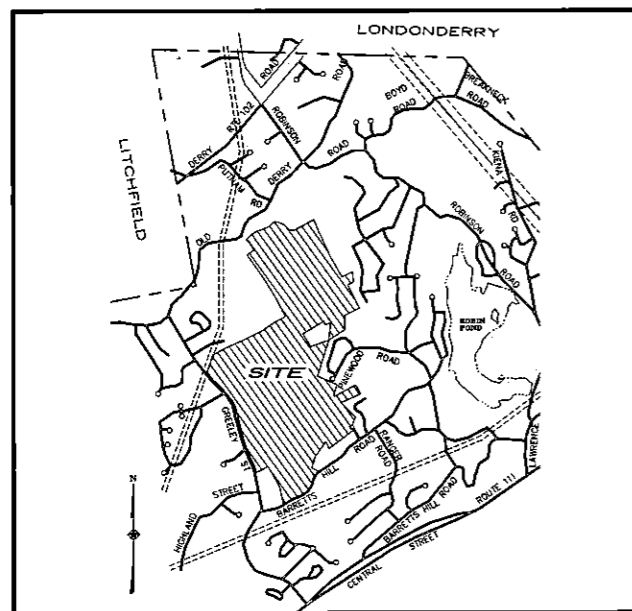 LONDONDERRY
LITCHFIELD
DERRY
RTE 102
ROAD
ROBINSON
ROAD
BOYD
ROAD
BREAKNECK
ROAD
PUTNAM
RD
OLD
DERRY
ROAD
KIENIA
RD
ROBINSON
ROAD
ROBIN
POND
SITE
PINEWOOD
ROAD
GREELEY
ST
HIGHLAND
STREET
BARRETTS
HILL
ROAD
RANGER
ROAD
BARRETTS HILL ROAD
ROUTE 111
CENTRAL
STREET
LAWRENCE
N